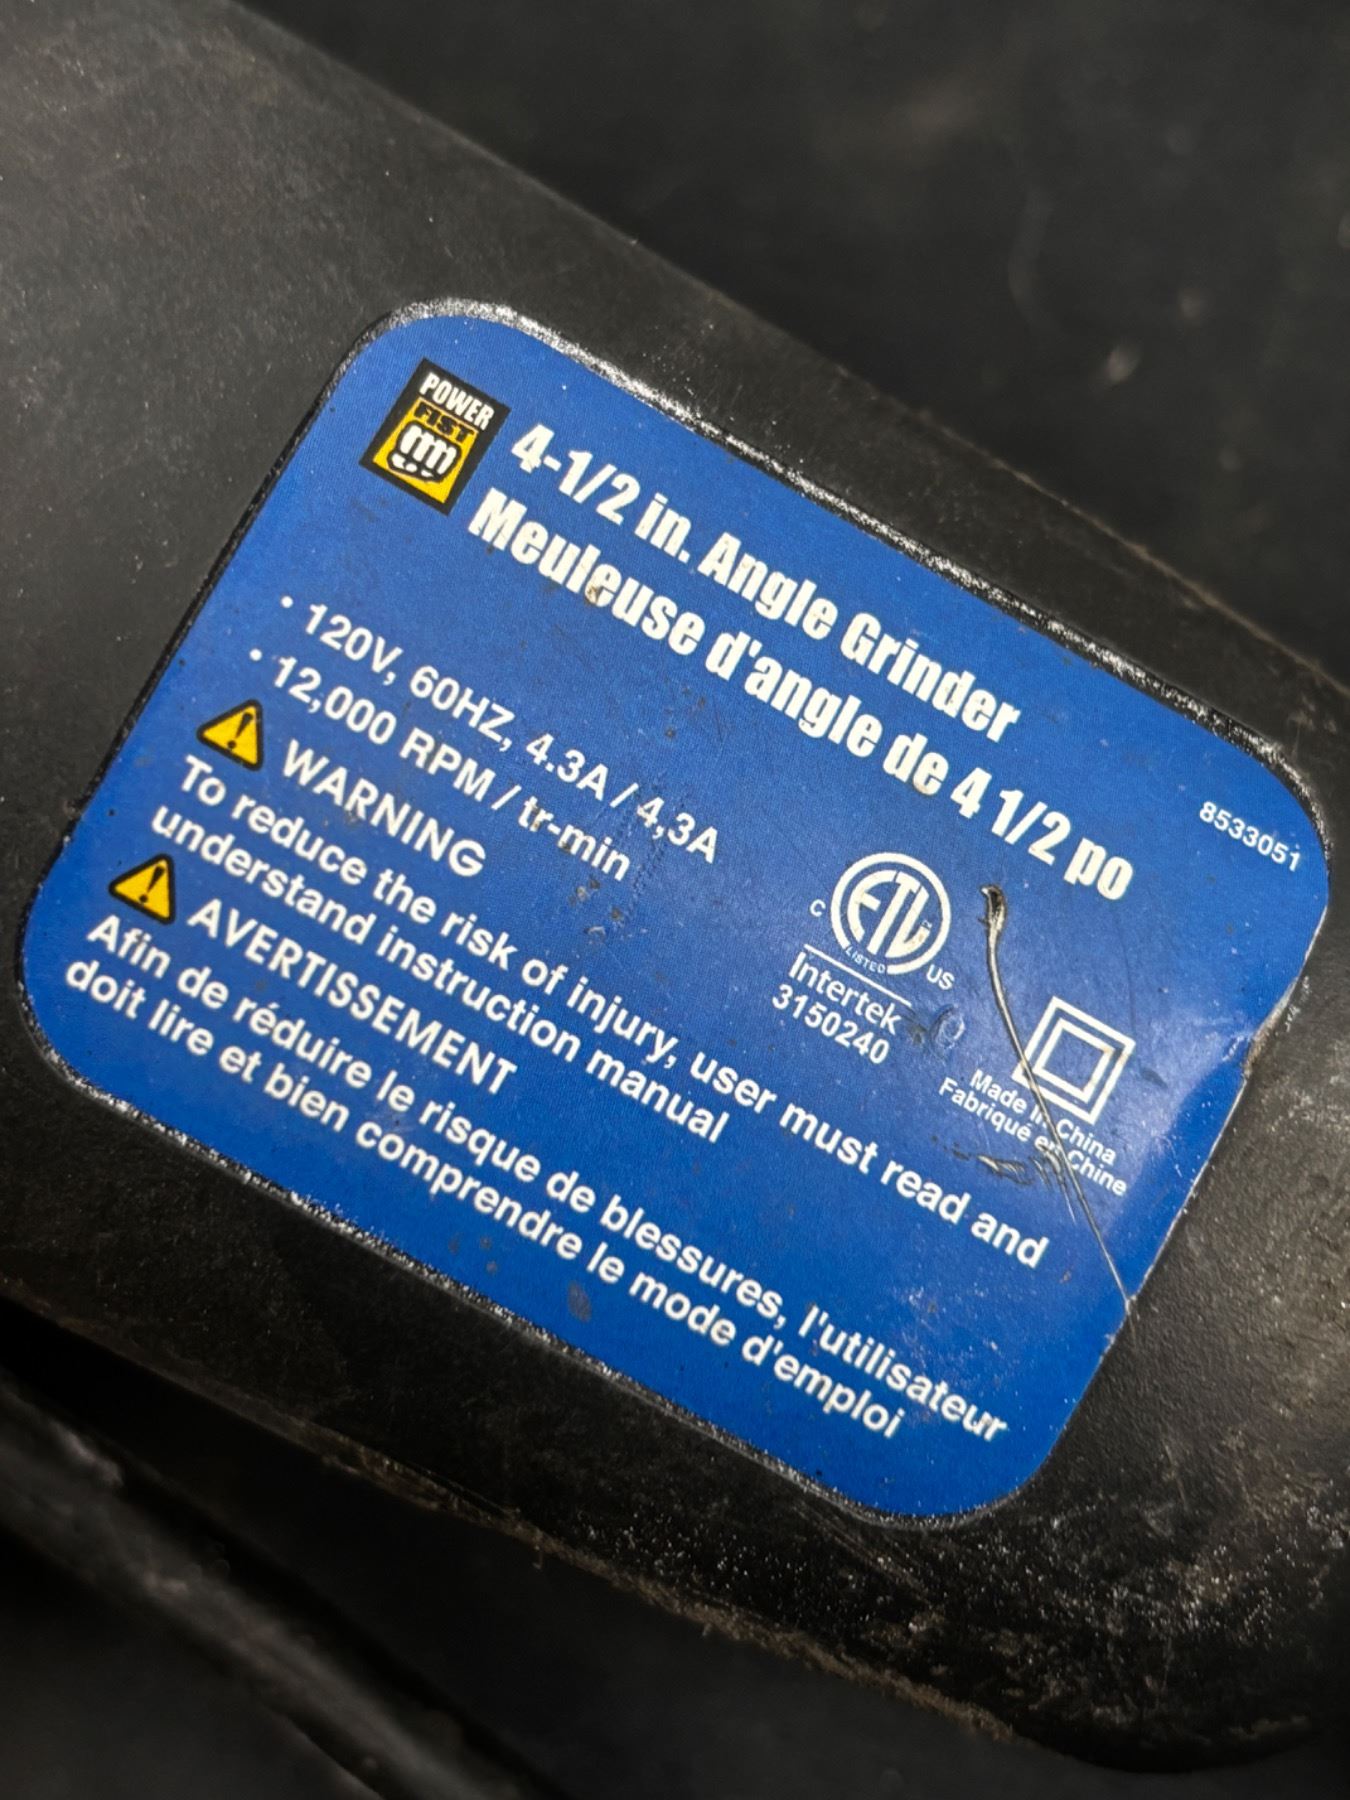 POWER
FIST
4-1/2 in. Angle Grinder
Meuleuse d'angle de 4 1/2 po
8533051
• 120V, 60HZ, 4.3A / 4,3A
• 12,000 RPM / tr-min
WARNING
To reduce the risk of injury, user must read and
understand instruction manual
AVERTISSEMENT
Afin de réduire le risque de blessures, l'utilisateur
doit lire et bien comprendre le mode d'emploi
C ETL US
LISTED
Intertek
3150240
Made in China
Fabriqué en Chine